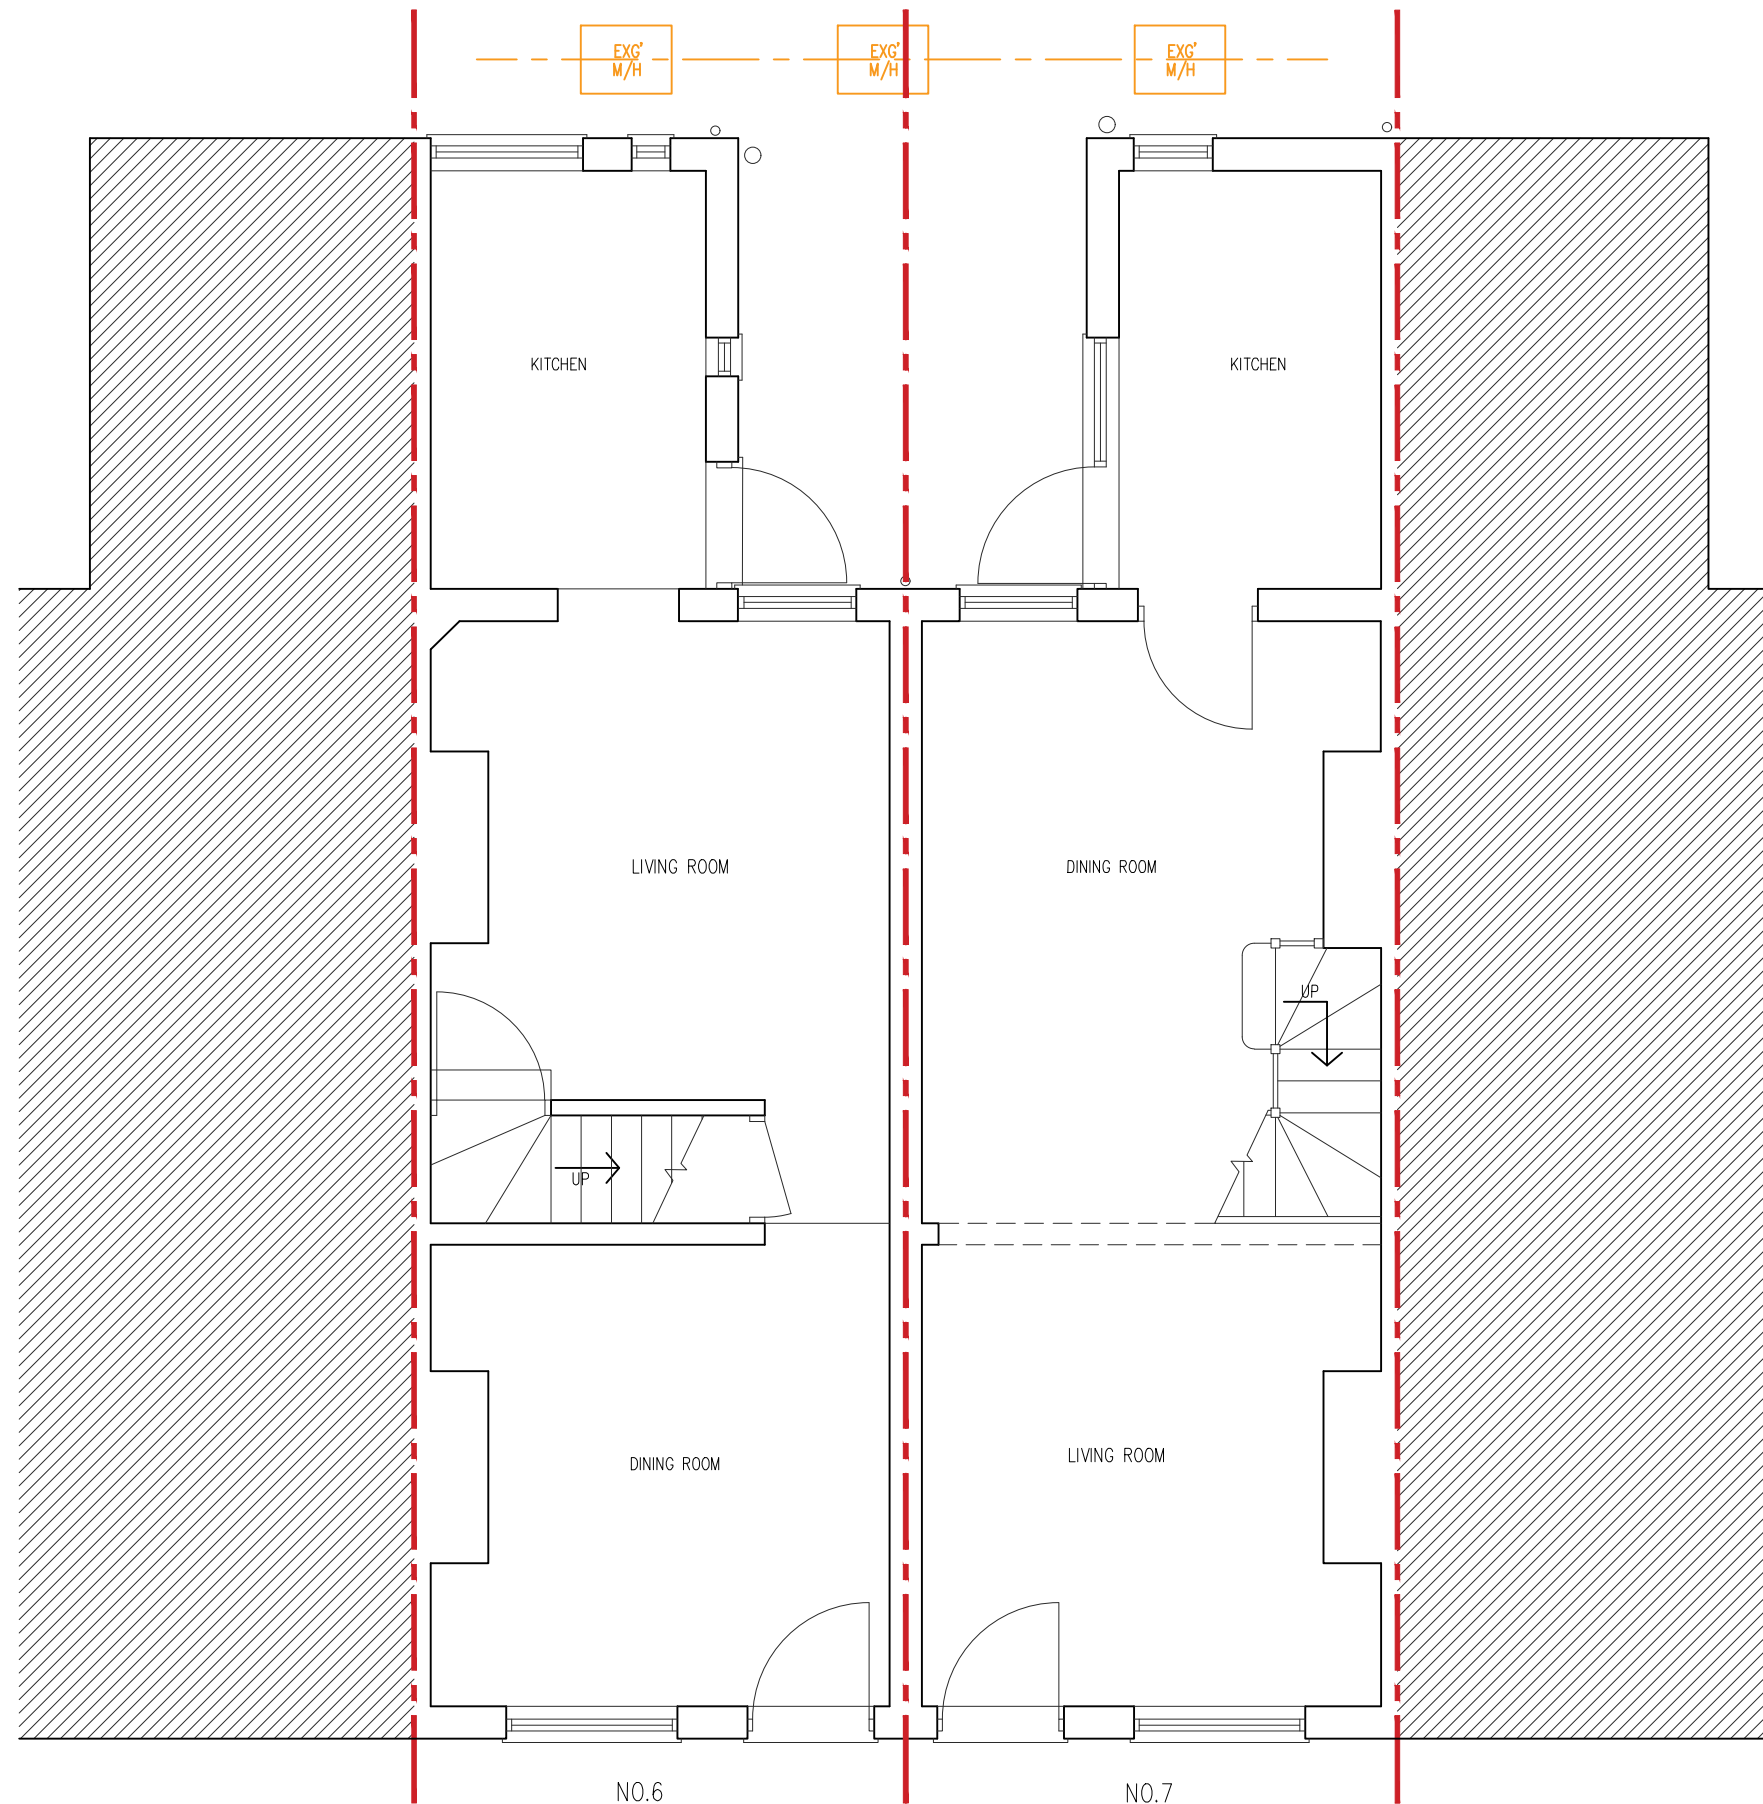 EXG' M/H
EXG' M/H
EXG' M/H
KITCHEN
KITCHEN
LIVING ROOM
DINING ROOM
UP
UP
LIVING ROOM
DINING ROOM
NO.6
NO.7